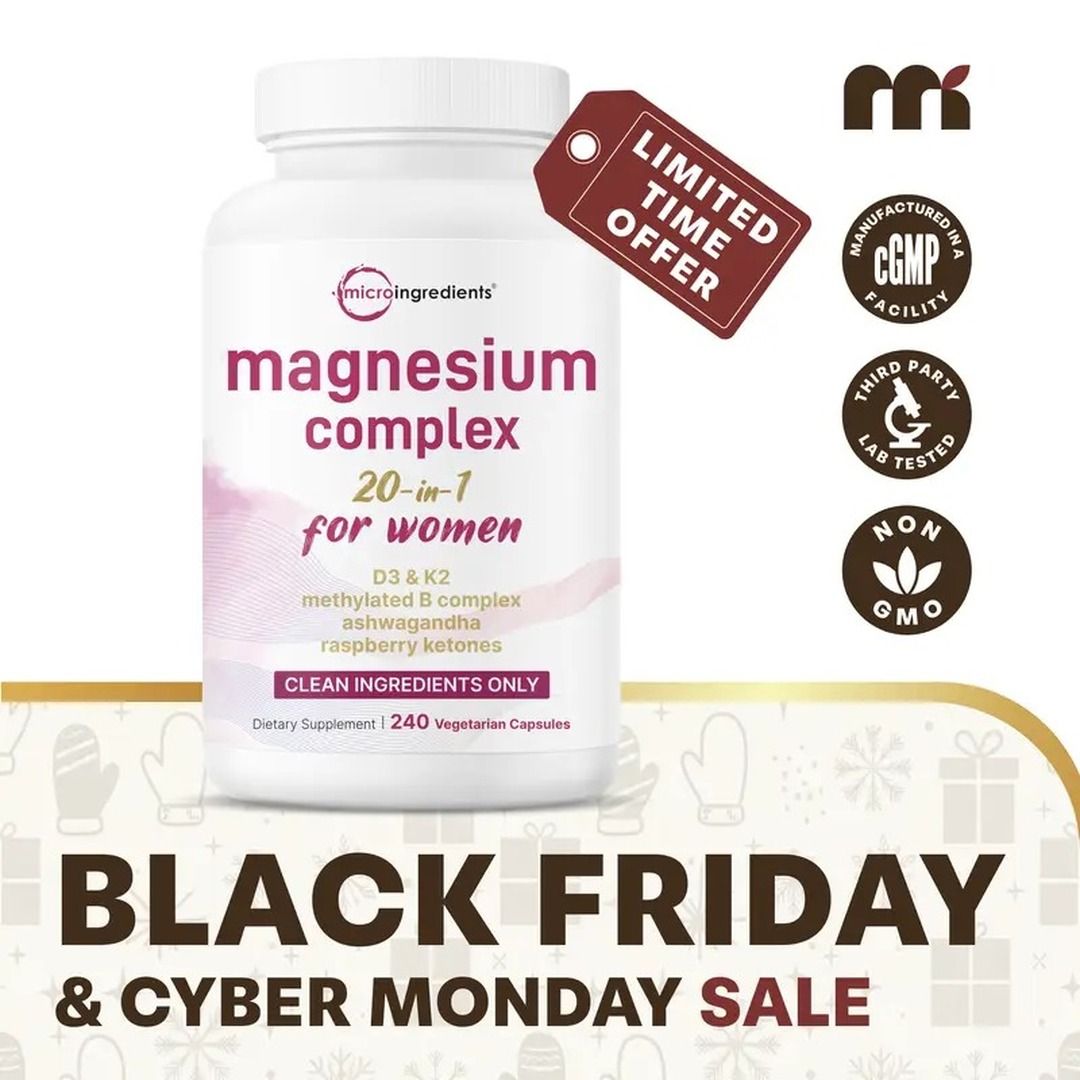 microingredients®
magnesium
complex
20-in-1
for women
D3 & K2
methylated B complex
ashwagandha
raspberry ketones
CLEAN INGREDIENTS ONLY
Dietary Supplement | 240 Vegetarian Capsules
LIMITED
TIME
OFFER
mi
MANUFACTURED IN A
cGMP
FACILITY
THIRD PARTY
LAB TESTED
NON
GMO
BLACK FRIDAY
& CYBER MONDAY SALE